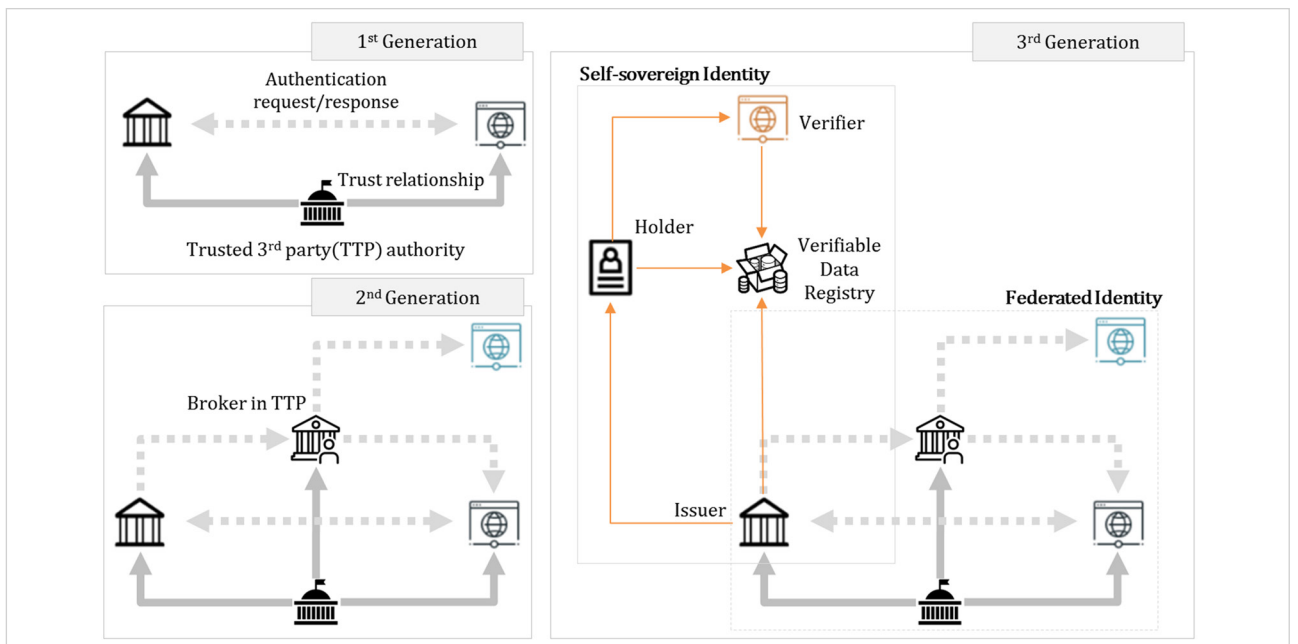 1st Generation
Authentication
request/response
Trust relationship
Trusted 3rd party(TTP) authority
2nd Generation
Broker in TTP
3rd Generation
Self-sovereign Identity
Verifier
Holder
Verifiable
Data
Registry
Federated Identity
Issuer